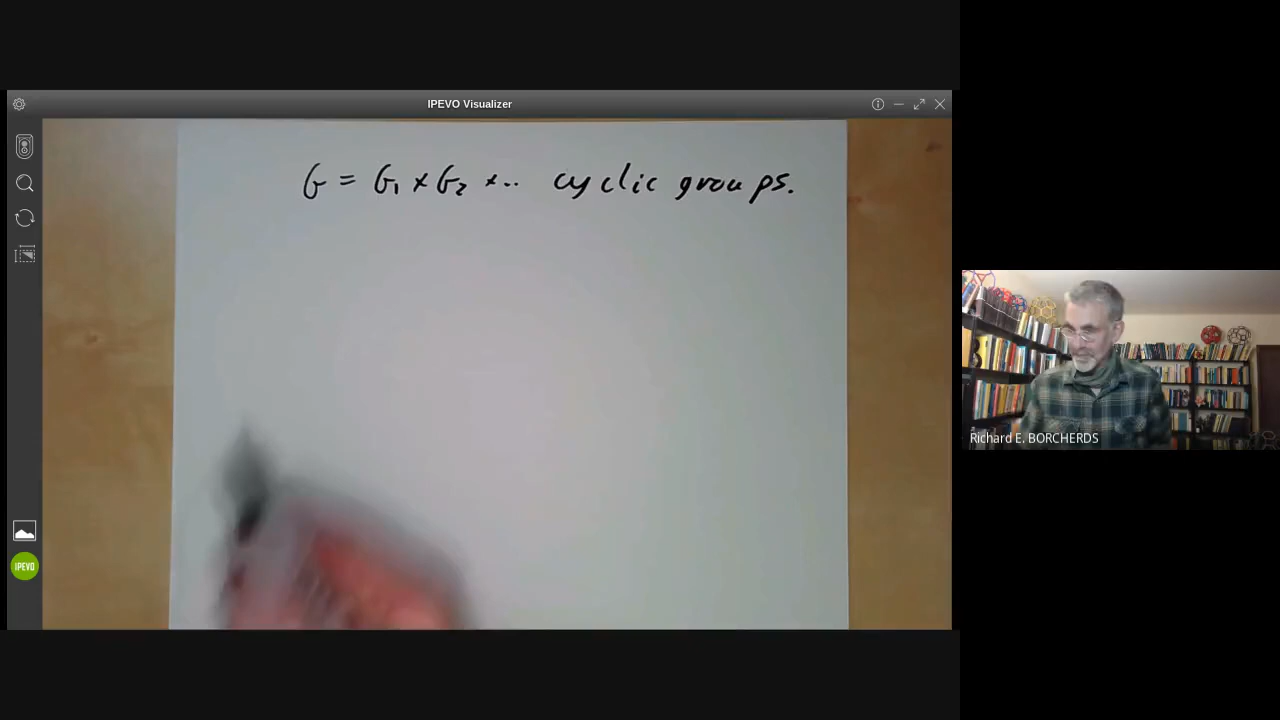 IPEVO Visualizer
G = G₁ × G₂ × .. cyclic groups.
Richard E. BORCHERDS
IPEVO